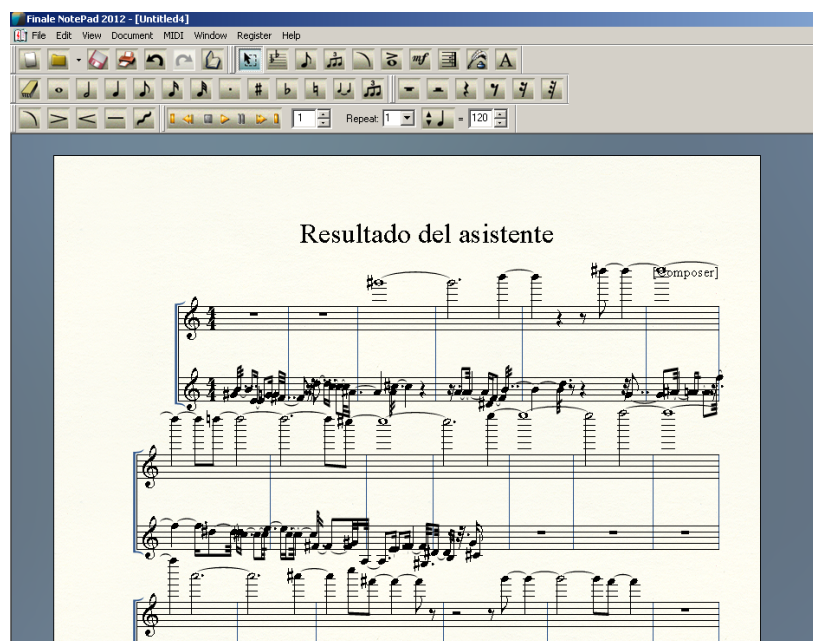 Finale NotePad 2012 - [Untitled4]
File Edit View Document MIDI Window Register Help
mf A
1 Repeat: 1 = 120
Resultado del asistente
[Composer]